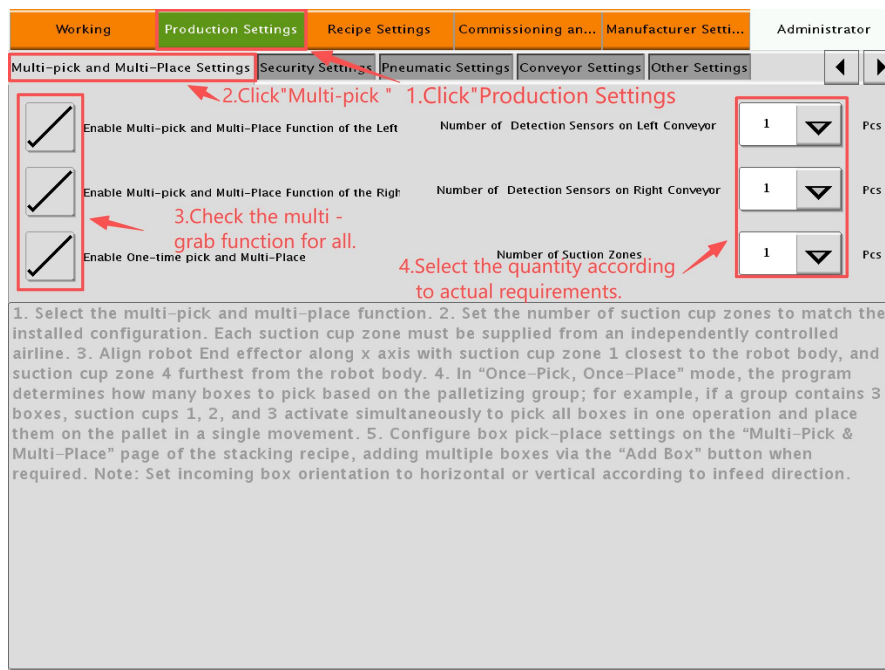 Working Production Settings Recipe Settings Commissioning an... Manufacturer Setti... Administrator
Multi-pick and Multi-Place Settings Security Settings Pneumatic Settings Conveyor Settings Other Settings
2.Click"Multi-pick " 1.Click"Production Settings
Enable Multi-pick and Multi-Place Function of the Left Number of Detection Sensors on Left Conveyor 1 Pcs
Enable Multi-pick and Multi-Place Function of the Righ Number of Detection Sensors on Right Conveyor 1 Pcs
3.Check the multi -
grab function for all.
Enable One-time pick and Multi-Place Number of Suction Zones 1 Pcs
4.Select the quantity according
to actual requirements.
1. Select the multi-pick and multi-place function. 2. Set the number of suction cup zones to match the
installed configuration. Each suction cup zone must be supplied from an independently controlled
airline. 3. Align robot End effector along x axis with suction cup zone 1 closest to the robot body, and
suction cup zone 4 furthest from the robot body. 4. In “Once-Pick, Once-Place” mode, the program
determines how many boxes to pick based on the palletizing group; for example, if a group contains 3
boxes, suction cups 1, 2, and 3 activate simultaneously to pick all boxes in one operation and place
them on the pallet in a single movement. 5. Configure box pick-place settings on the “Multi-Pick &
Multi-Place” page of the stacking recipe, adding multiple boxes via the “Add Box” button when
required. Note: Set incoming box orientation to horizontal or vertical according to infeed direction.